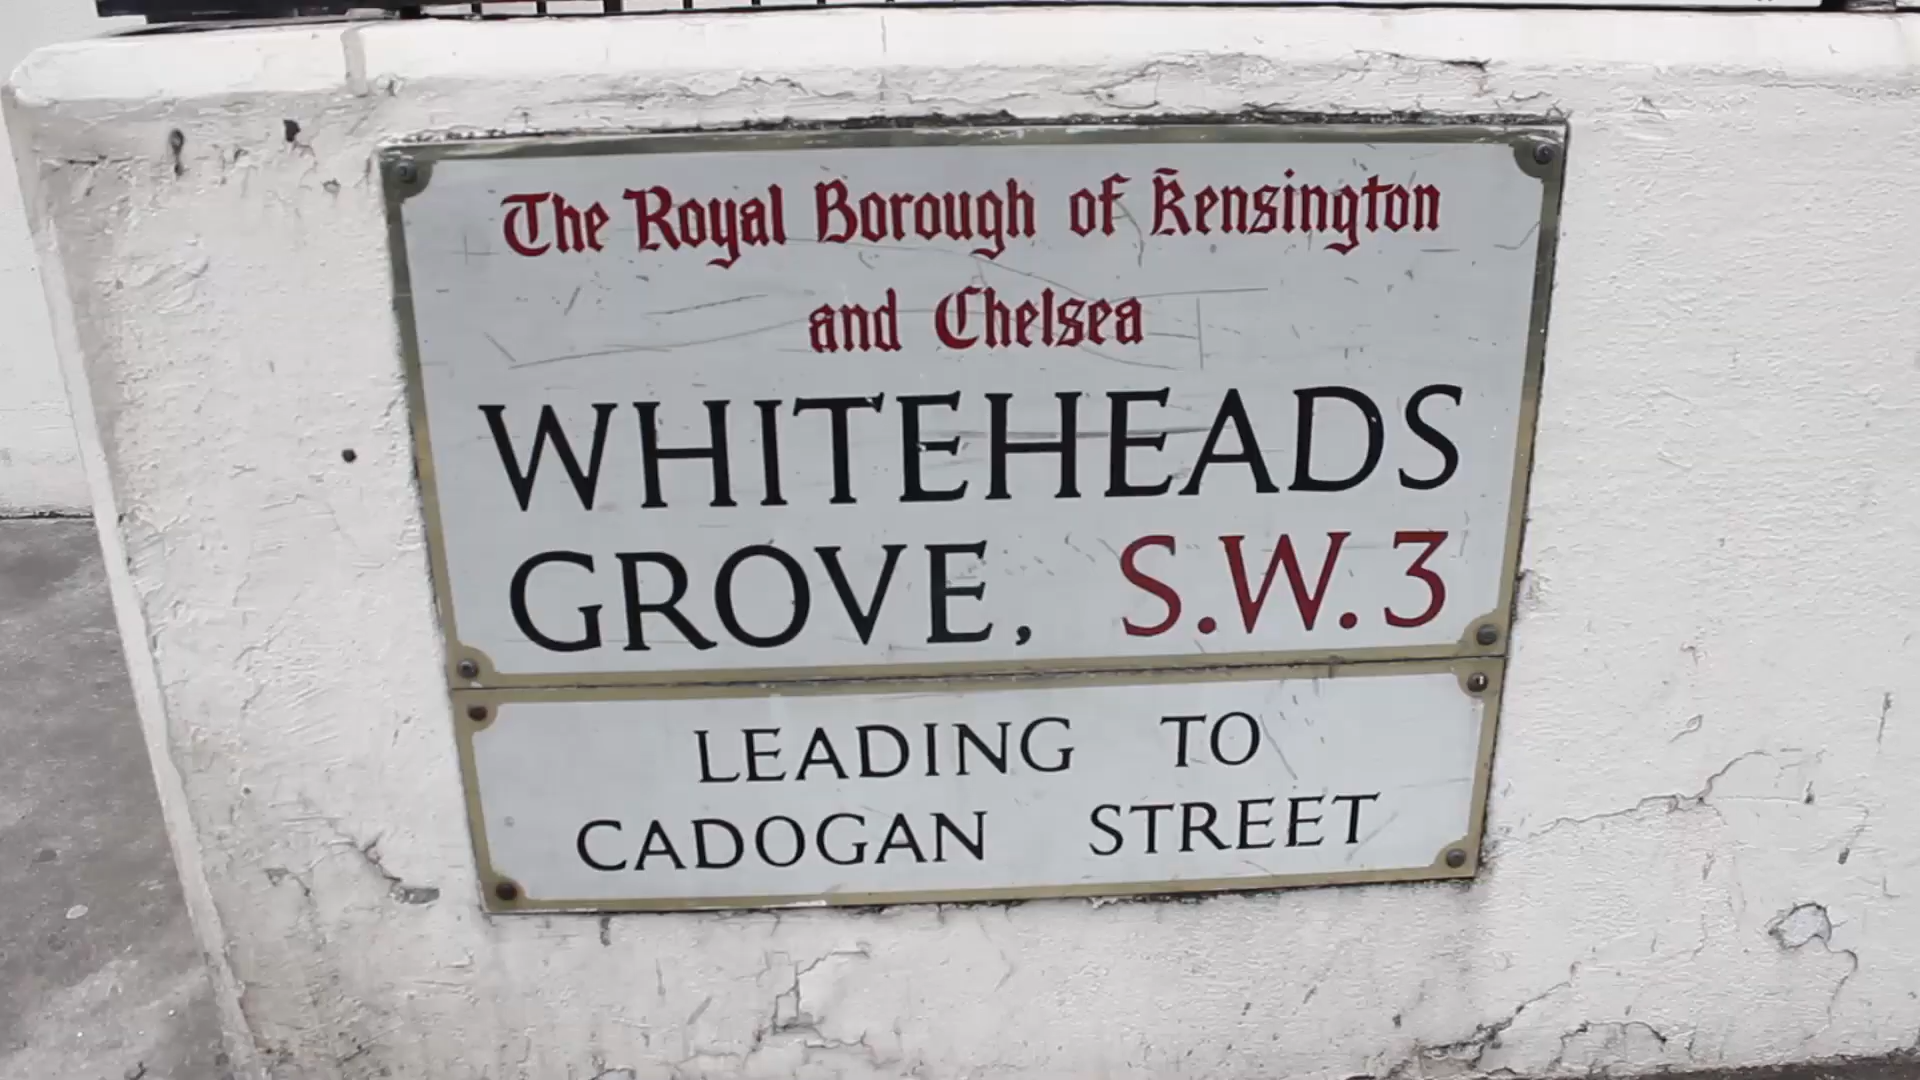 The Royal Borough of Kensington
and Chelsea
WHITEHEADS
GROVE, S.W.3
LEADING TO
CADOGAN STREET